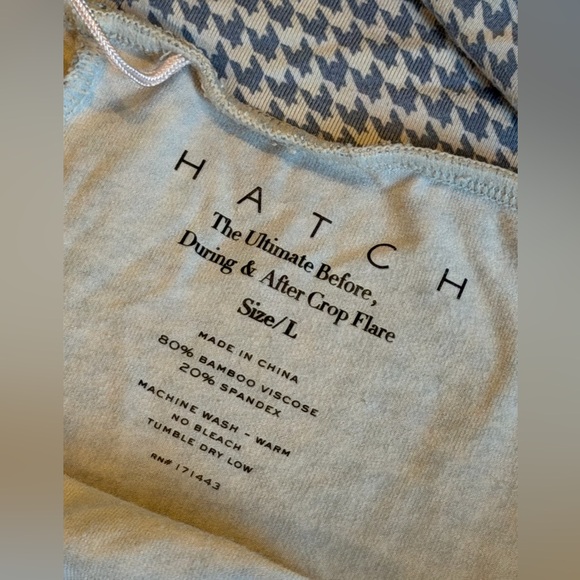 HATCH
The Ultimate Before,
During & After Crop Flare
Size/L
MADE IN CHINA
80% BAMBOO VISCOSE
20% SPANDEX
MACHINE WASH - WARM
NO BLEACH
TUMBLE DRY LOW
RN# 171443